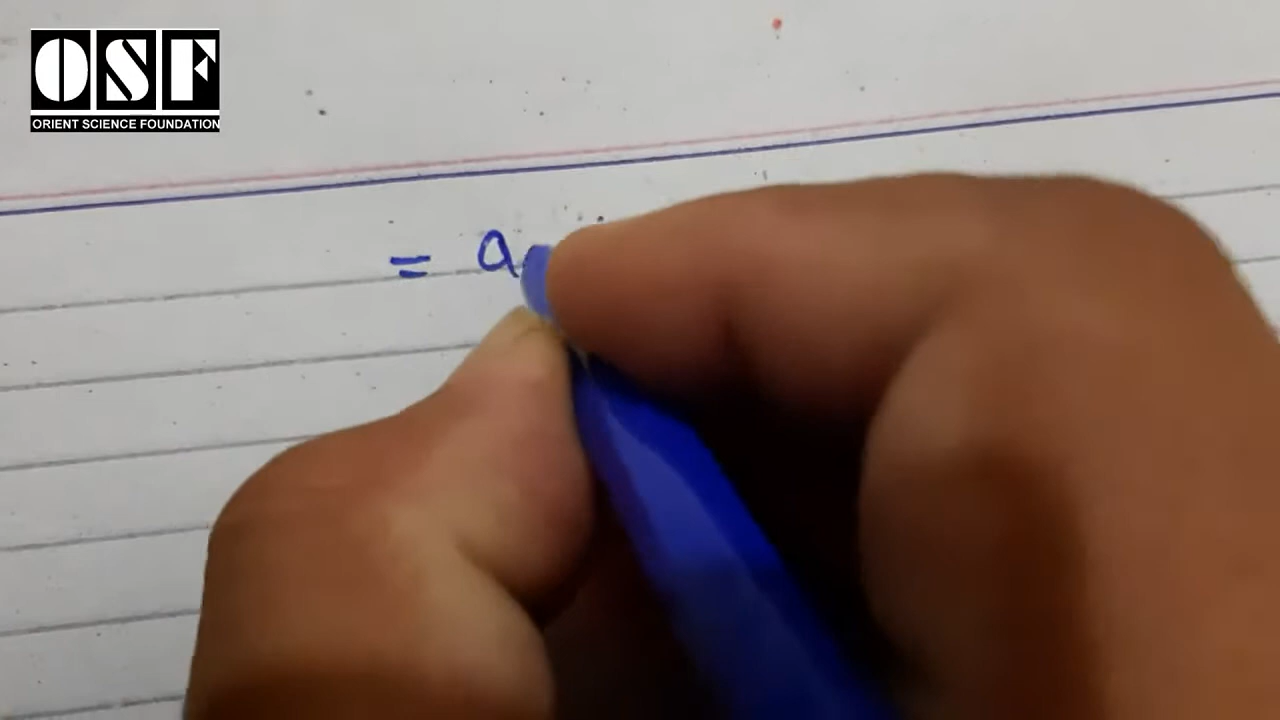 OSF
ORIENT SCIENCE FOUNDATION
= a